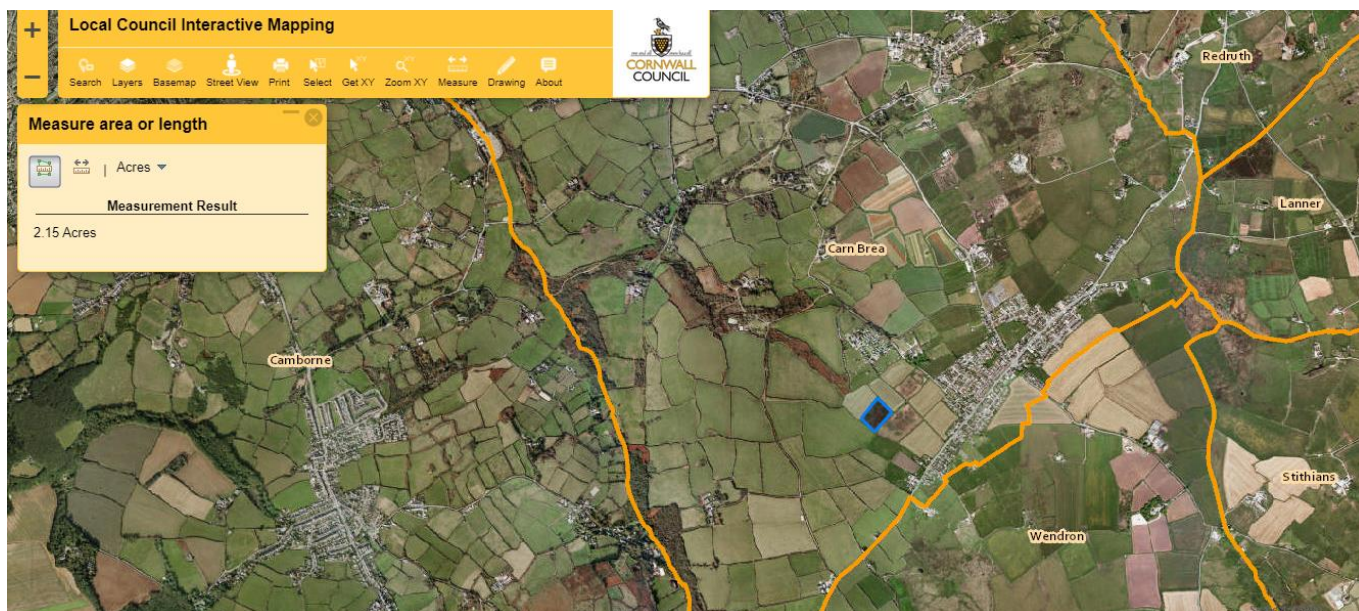 +
−
Local Council Interactive Mapping
Search Layers Basemap Street View Print Select Get XY Zoom XY Measure Drawing About
CORNWALL
COUNCIL
Measure area or length
| Acres
Measurement Result
2.15 Acres
Redruth
Lanner
Carn Brea
Camborne
Stithians
Wendron